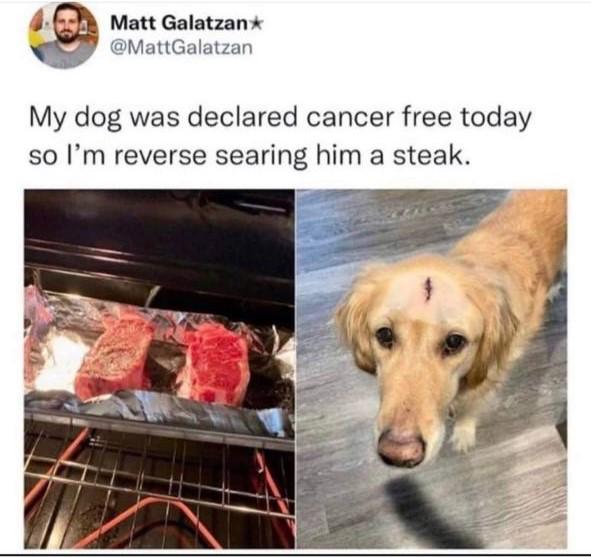 Matt Galatzan★
@MattGalatzan
My dog was declared cancer free today
so I'm reverse searing him a steak.